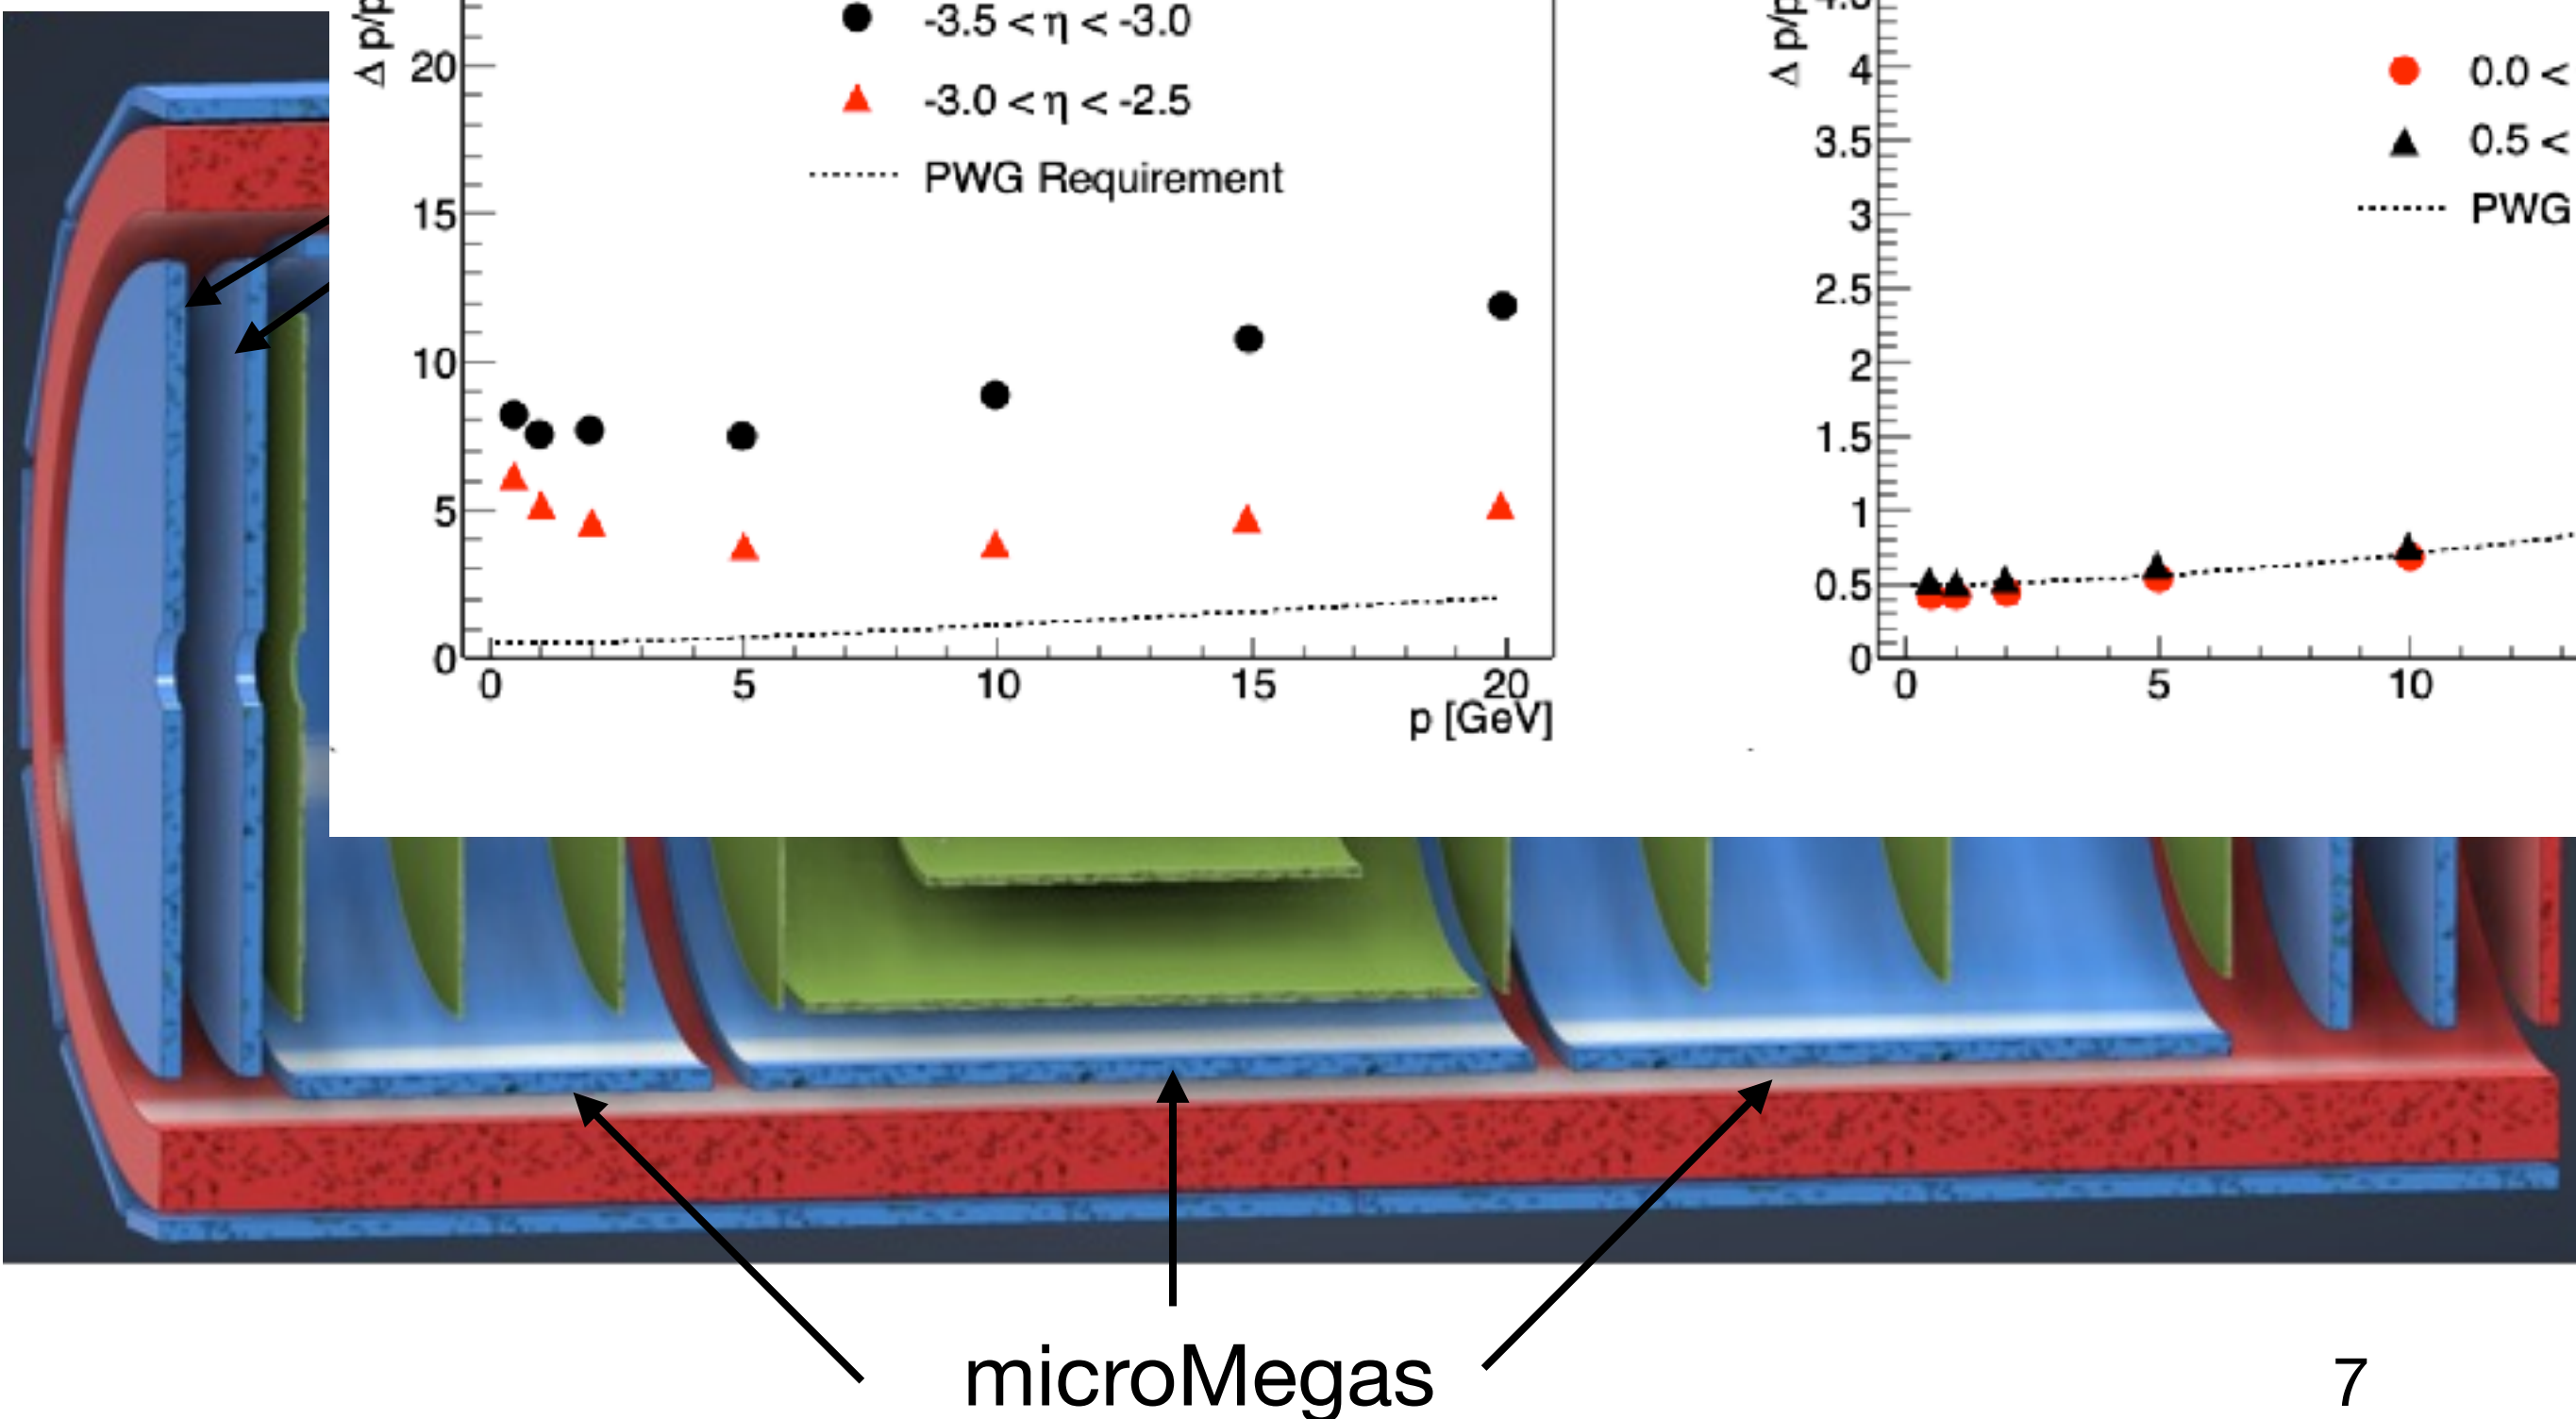 Δ p/p
20
15
10
5
0
-3.5 < η < -3.0
-3.0 < η < -2.5
PWG Requirement
0 5 10 15 20
p [GeV]
Δ p/p
4
3.5
3
2.5
2
1.5
1
0.5
0
0.0 <
0.5 <
PWG
0 5 10
microMegas
7